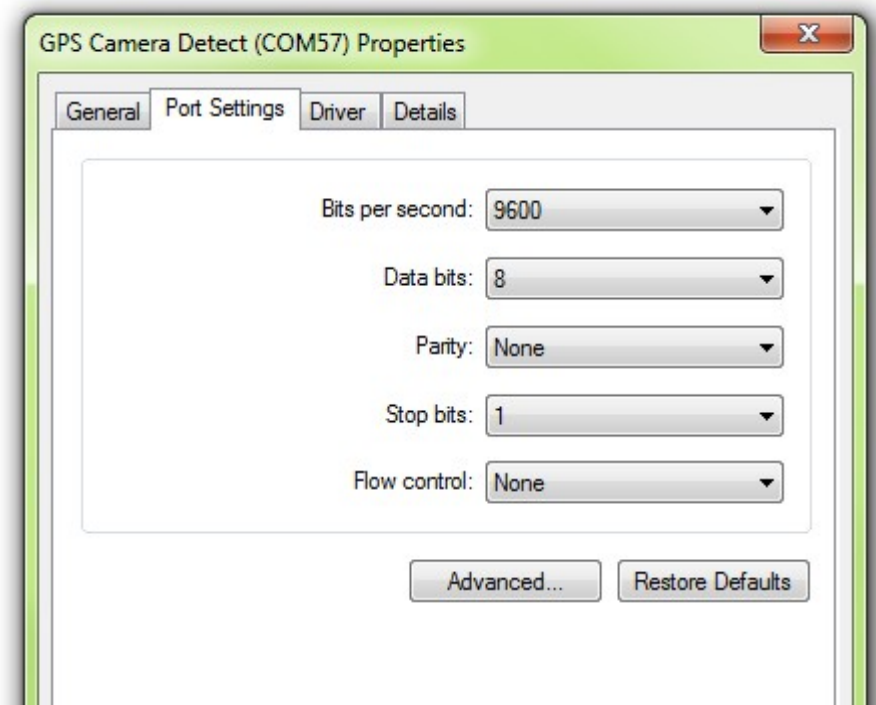 GPS Camera Detect (COM57) Properties
General Port Settings Driver Details
Bits per second: 9600
Data bits: 8
Parity: None
Stop bits: 1
Flow control: None
Advanced... Restore Defaults